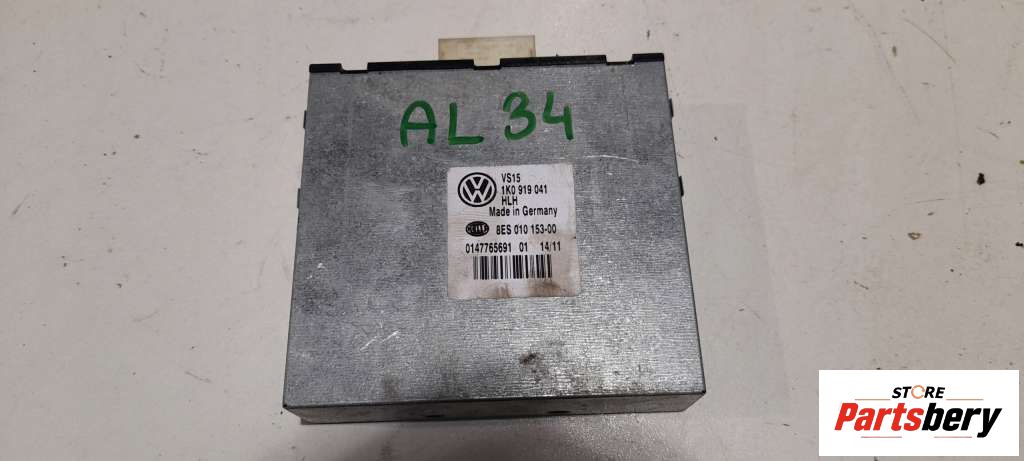 AL 34
VS15
1K0 919 041
HLH
Made in Germany
HELLA 8ES 010 153-00
0147765691 01 14/11
STORE
Partsbery